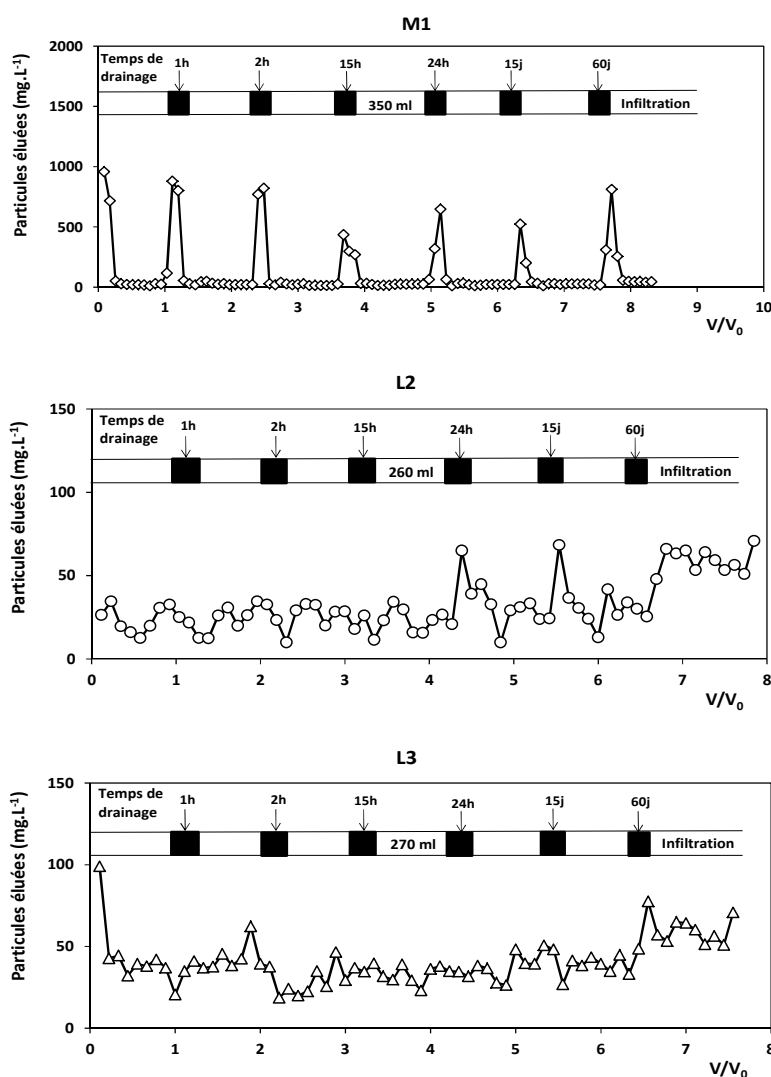 M1
2000
1500
1000
500
0
Particules éluées (mg.L-1)
Temps de
drainage
1h 2h 15h 24h 15j 60j
350 ml Infiltration
0 1 2 3 4 5 6 7 8 9 10
V/V0
L2
150
100
50
0
Particules éluées (mg.L-1)
Temps de
drainage
1h 2h 15h 24h 15j 60j
260 ml Infiltration
0 1 2 3 4 5 6 7 8
V/V0
L3
150
100
50
0
Particules éluées (mg.L-1)
Temps de
drainage
1h 2h 15h 24h 15j 60j
270 ml Infiltration
0 1 2 3 4 5 6 7 8
V/V0